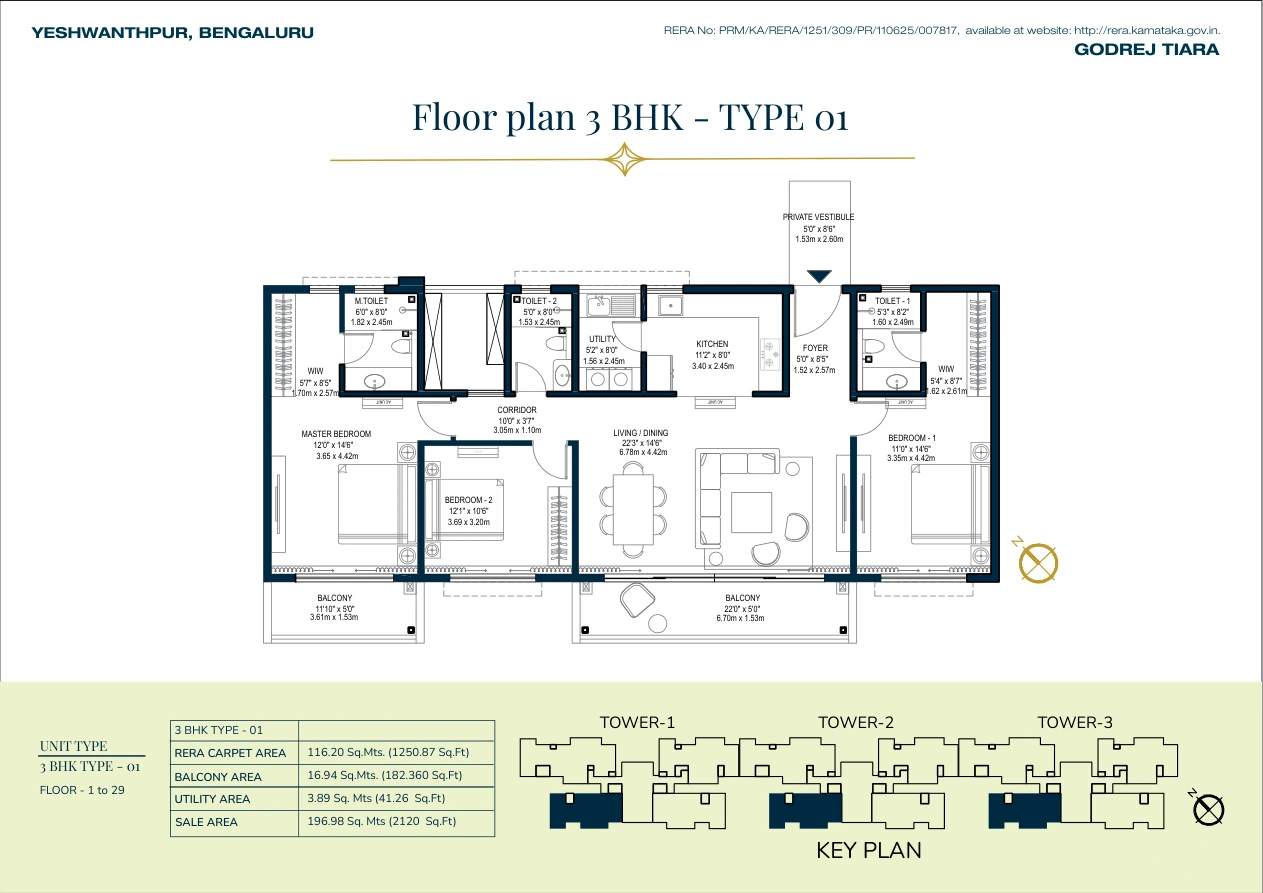 YESHWANTHPUR, BENGALURU
RERA No: PRM/KA/RERA/1251/309/PR/110625/007817, available at website: http://rera.karnataka.gov.in.
GODREJ TIARA
Floor plan 3 BHK - TYPE 01
PRIVATE VESTIBULE
5'0" x 8'6"
1.53m x 2.60m
M.TOILET
6'0" x 8'0"
1.82 x 2.45m
TOILET - 2
5'0" x 8'0"
1.53 x 2.45m
UTILITY
5'2" x 8'0"
1.56 x 2.45m
KITCHEN
11'2" x 8'0"
3.40 x 2.45m
FOYER
5'0" x 8'5"
1.52 x 2.57m
TOILET - 1
5'3" x 8'2"
1.60 x 2.49m
WIW
5'7" x 8'5"
1.70m x 2.57m
WIW
5'4" x 8'7"
1.62 x 2.61m
AC UNIT
AC UNIT
AC UNIT
CORRIDOR
10'0" x 3'7"
3.05m x 1.10m
MASTER BEDROOM
12'0" x 14'6"
3.65 x 4.42m
LIVING / DINING
22'3" x 14'6"
6.78m x 4.42m
BEDROOM - 1
11'0" x 14'6"
3.35m x 4.42m
BEDROOM - 2
12'1" x 10'6"
3.69 x 3.20m
N
BALCONY
11'10" x 5'0"
3.61m x 1.53m
BALCONY
22'0" x 5'0"
6.70m x 1.53m
UNIT TYPE
3 BHK TYPE - 01
FLOOR - 1 to 29
3 BHK TYPE - 01
RERA CARPET AREA 116.20 Sq.Mts. (1250.87 Sq.Ft)
BALCONY AREA 16.94 Sq.Mts. (182.360 Sq.Ft)
UTILITY AREA 3.89 Sq. Mts (41.26 Sq.Ft)
SALE AREA 196.98 Sq. Mts (2120 Sq.Ft)
TOWER-1
TOWER-2
TOWER-3
N
KEY PLAN